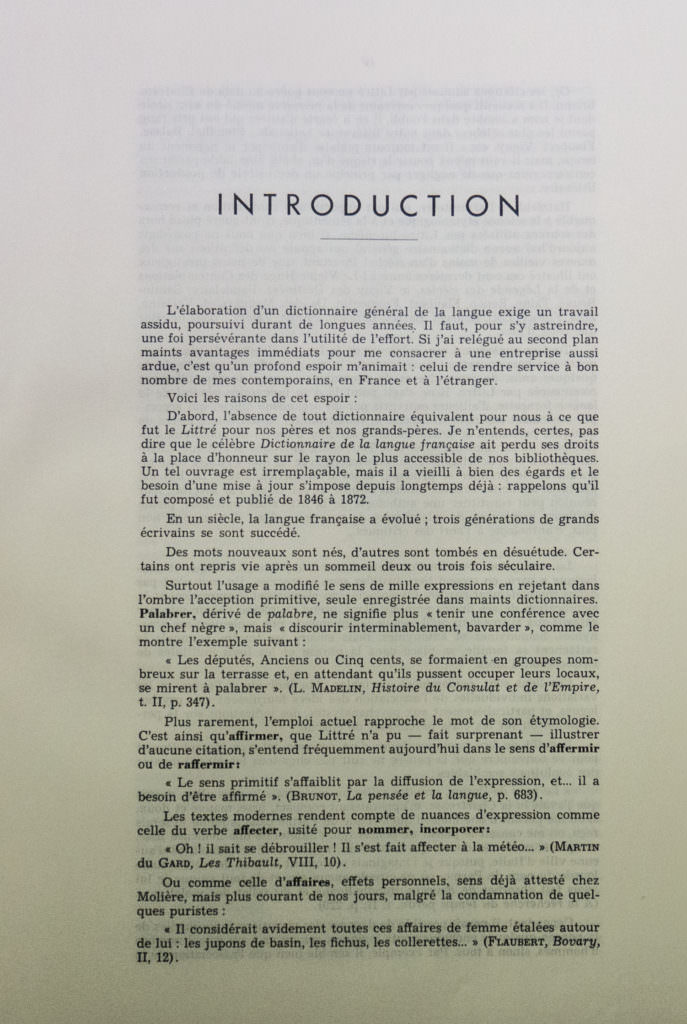 INTRODUCTION
L'élaboration d'un dictionnaire général de la langue exige un travail
assidu, poursuivi durant de longues années. Il faut, pour s'y astreindre,
une foi persévérante dans l'utilité de l'effort. Si j'ai relégué au second plan
maints avantages immédiats pour me consacrer à une entreprise aussi
ardue, c'est qu'un profond espoir m'animait : celui de rendre service à bon
nombre de mes contemporains, en France et à l'étranger.
Voici les raisons de cet espoir :
D'abord, l'absence de tout dictionnaire équivalent pour nous à ce que
fut le Littré pour nos pères et nos grands-pères. Je n'entends, certes, pas
dire que le célèbre Dictionnaire de la langue française ait perdu ses droits
à la place d'honneur sur le rayon le plus accessible de nos bibliothèques.
Un tel ouvrage est irremplaçable, mais il a vieilli à bien des égards et le
besoin d'une mise à jour s'impose depuis longtemps déjà : rappelons qu'il
fut composé et publié de 1846 à 1872.
En un siècle, la langue française a évolué ; trois générations de grands
écrivains se sont succédé.
Des mots nouveaux sont nés, d'autres sont tombés en désuétude. Cer-
tains ont repris vie après un sommeil deux ou trois fois séculaire.
Surtout l'usage a modifié le sens de mille expressions en rejetant dans
l'ombre l'acception primitive, seule enregistrée dans maints dictionnaires.
Palabrer, dérivé de palabre, ne signifie plus « tenir une conférence avec
un chef nègre », mais « discourir interminablement, bavarder », comme le
montre l'exemple suivant :
« Les députés, Anciens ou Cinq cents, se formaient en groupes nom-
breux sur la terrasse et, en attendant qu'ils pussent occuper leurs locaux,
se mirent à palabrer ». (L. MADELIN, Histoire du Consulat et de l'Empire,
t. II, p. 347).
Plus rarement, l'emploi actuel rapproche le mot de son étymologie.
C'est ainsi qu'affirmer, que Littré n'a pu — fait surprenant — illustrer
d'aucune citation, s'entend fréquemment aujourd'hui dans le sens d'affermir
ou de raffermir :
« Le sens primitif s'affaiblit par la diffusion de l'expression, et... il a
besoin d'être affirmé ». (BRUNOT, La pensée et la langue, p. 683).
Les textes modernes rendent compte de nuances d'expression comme
celle du verbe affecter, usité pour nommer, incorporer :
« Oh ! il sait se débrouiller ! Il s'est fait affecter à la météo... » (MARTIN
du GARD, Les Thibault, VIII, 10).
Ou comme celle d'affaires, effets personnels, sens déjà attesté chez
Molière, mais plus courant de nos jours, malgré la condamnation de quel-
ques puristes :
« Il considérait avidement toutes ces affaires de femme étalées autour
de lui : les jupons de basin, les fichus, les collerettes... » (FLAUBERT, Bovary,
II, 12).